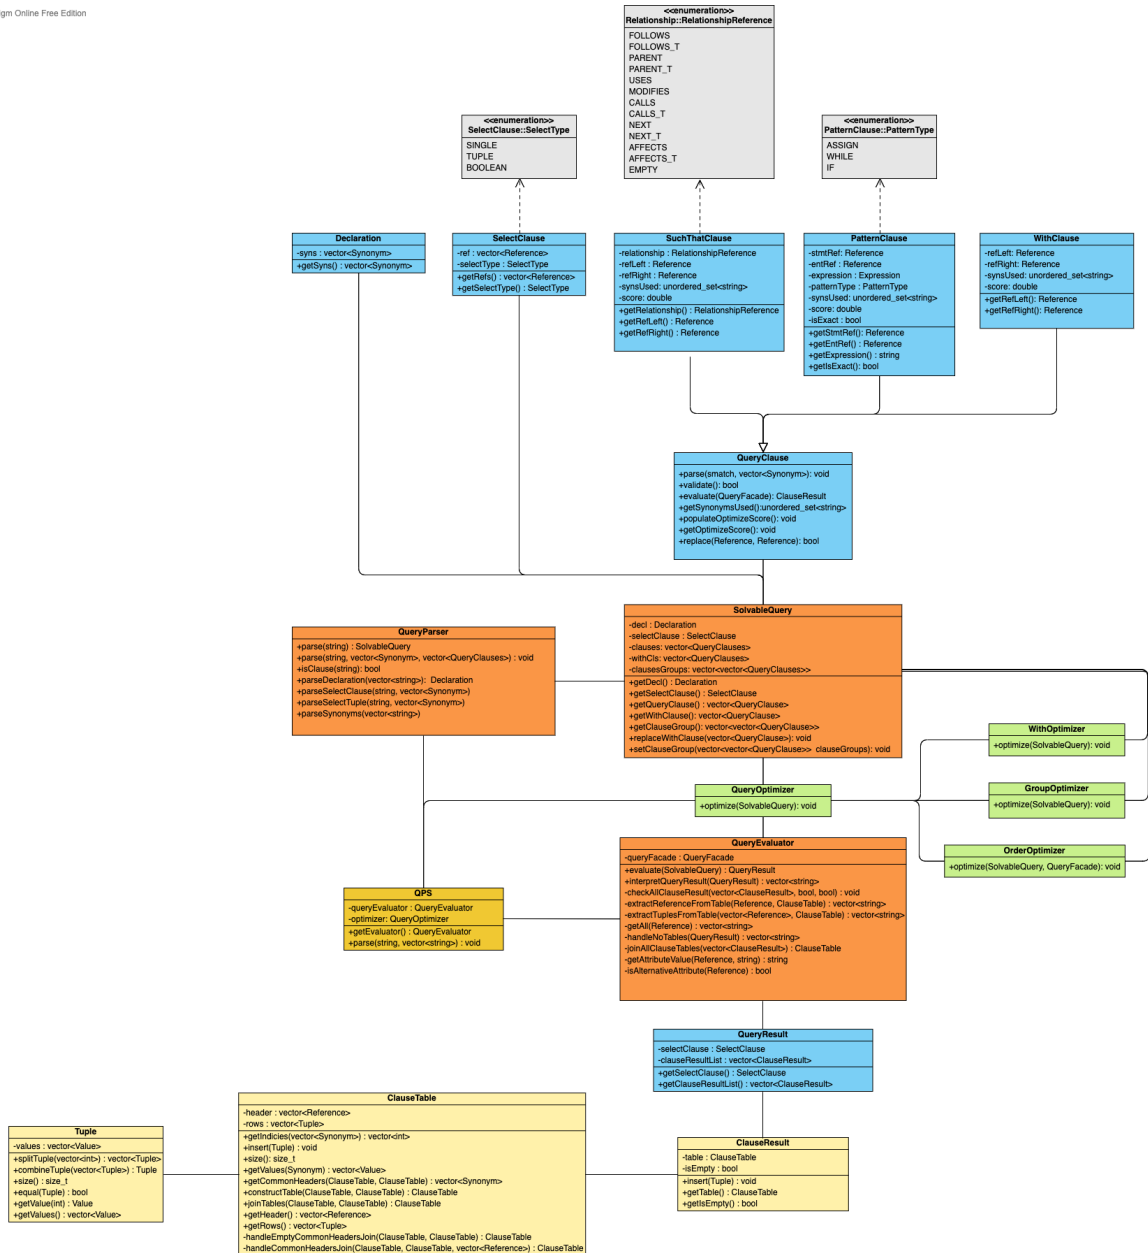 igm Online Free Edition
<<enumeration>>
Relationship::RelationshipReference
FOLLOWS
FOLLOWS_T
PARENT
PARENT_T
USES
MODIFIES
CALLS
CALLS_T
NEXT
NEXT_T
AFFECTS
AFFECTS_T
EMPTY
<<enumeration>>
SelectClause::SelectType
SINGLE
TUPLE
BOOLEAN
<<enumeration>>
PatternClause::PatternType
ASSIGN
WHILE
IF
Declaration
-syns : vector<Synonym>
+getSyns() : vector<Synonym>
SelectClause
-ref : vector<Reference>
-selectType : SelectType
+getRefs() : vector<Reference>
+getSelectType() : SelectType
SuchThatClause
-relationship : RelationshipReference
-refLeft : Reference
-refRight : Reference
-synsUsed: unordered_set<string>
-score: double
+getRelationship() : RelationshipReference
+getRefLeft() : Reference
+getRefRight() : Reference
PatternClause
-stmtRef: Reference
-entRef : Reference
-expression : Expression
-patternType : PatternType
-synsUsed: unordered_set<string>
-score: double
-isExact : bool
+getStmtRef() : Reference
+getEntRef() : Reference
+getExpression() : string
+getIsExact(): bool
WithClause
-refLeft: Reference
-refRight: Reference
-synsUsed: unordered_set<string>
-score: double
+getRefLeft() : Reference
+getRefRight() : Reference
QueryClause
+parse(smatch, vector<Synonym>): void
+validate(): bool
+evaluate(QueryFacade): ClauseResult
+getSynonymsUsed():unordered_set<string>
+populateOptimizeScore(): void
+getOptimizeScore(): void
+replace(Reference, Reference): bool
SolvableQuery
-decl : Declaration
-selectClause : SelectClause
-clauses: vector<QueryClauses>
-withCls: vector<QueryClauses>
-clausesGroups: vector<vector<QueryClauses>>
+getDecl() : Declaration
+getSelectClause() : SelectClause
+getQueryClause() : vector<QueryClause>
+getWithClause(): vector<QueryClause>
+getClauseGroup(): vector<vector<QueryClause>>
+replaceWithClause(vector<QueryClause>): void
+setClauseGroup(vector<vector<QueryClause>> clauseGroups): void
QueryParser
+parse(string) : SolvableQuery
+parse(string, vector<Synonym>, vector<QueryClauses>) : void
+isClause(string): bool
+parseDeclaration(vector<string>): Declaration
+parseSelectClause(string, vector<Synonym>)
+parseSelectTuple(string, vector<Synonym>)
+parseSynonyms(vector<string>)
WithOptimizer
+optimize(SolvableQuery): void
GroupOptimizer
+optimize(SolvableQuery): void
OrderOptimizer
+optimize(SolvableQuery, QueryFacade): void
QueryOptimizer
+optimize(SolvableQuery): void
QueryEvaluator
-queryFacade : QueryFacade
+evaluate(SolvableQuery) : QueryResult
+interpretQueryResult(QueryResult) : vector<string>
-checkAllClauseResult(vector<ClauseResult>, bool, bool) : void
-extractReferenceFromTable(Reference, ClauseTable) : vector<string>
-extractTuplesFromTable(vector<Reference>, ClauseTable) : vector<string>
-getAll(Reference) : vector<string>
-handleNoTables(QueryResult) : vector<string>
-joinAllClauseTables(vector<ClauseResult>) : ClauseTable
-getAttributeValue(Reference, string) : string
-isAlternativeAttribute(Reference) : bool
QPS
-queryEvaluator : QueryEvaluator
-optimizer: QueryOptimizer
+getEvaluator() : QueryEvaluator
+parse(string, vector<string>) : void
QueryResult
-selectClause : SelectClause
-clauseResultList : vector<ClauseResult>
+getSelectClause() : SelectClause
+getClauseResultList() : vector<ClauseResult>
ClauseTable
-header : vector<Reference>
-rows : vector<Tuple>
+getIndicies(vector<Synonym>) : vector<int>
+insert(Tuple) : void
+size(): size_t
+getValues(Synonym) : vector<Value>
+getCommonHeaders(ClauseTable, ClauseTable) : vector<Synonym>
+constructTable(ClauseTable, ClauseTable) : ClauseTable
+joinTables(ClauseTable, ClauseTable) : ClauseTable
+getHeader() : vector<Reference>
+getRows() : vector<Tuple>
-handleEmptyCommonHeadersJoin(ClauseTable, ClauseTable) : ClauseTable
-handleCommonHeadersJoin(ClauseTable, ClauseTable, vector<Reference>) : ClauseTable
Tuple
-values : vector<Value>
+splitTuple(vector<int>) : vector<Tuple>
+combineTuple(vector<Tuple>) : Tuple
+size() : size_t
+equal(Tuple) : bool
+getValue(int) : Value
+getValues() : vector<Value>
ClauseResult
-table : ClauseTable
-isEmpty : bool
+insert(Tuple) : void
+getTable() : ClauseTable
+getIsEmpty() : bool